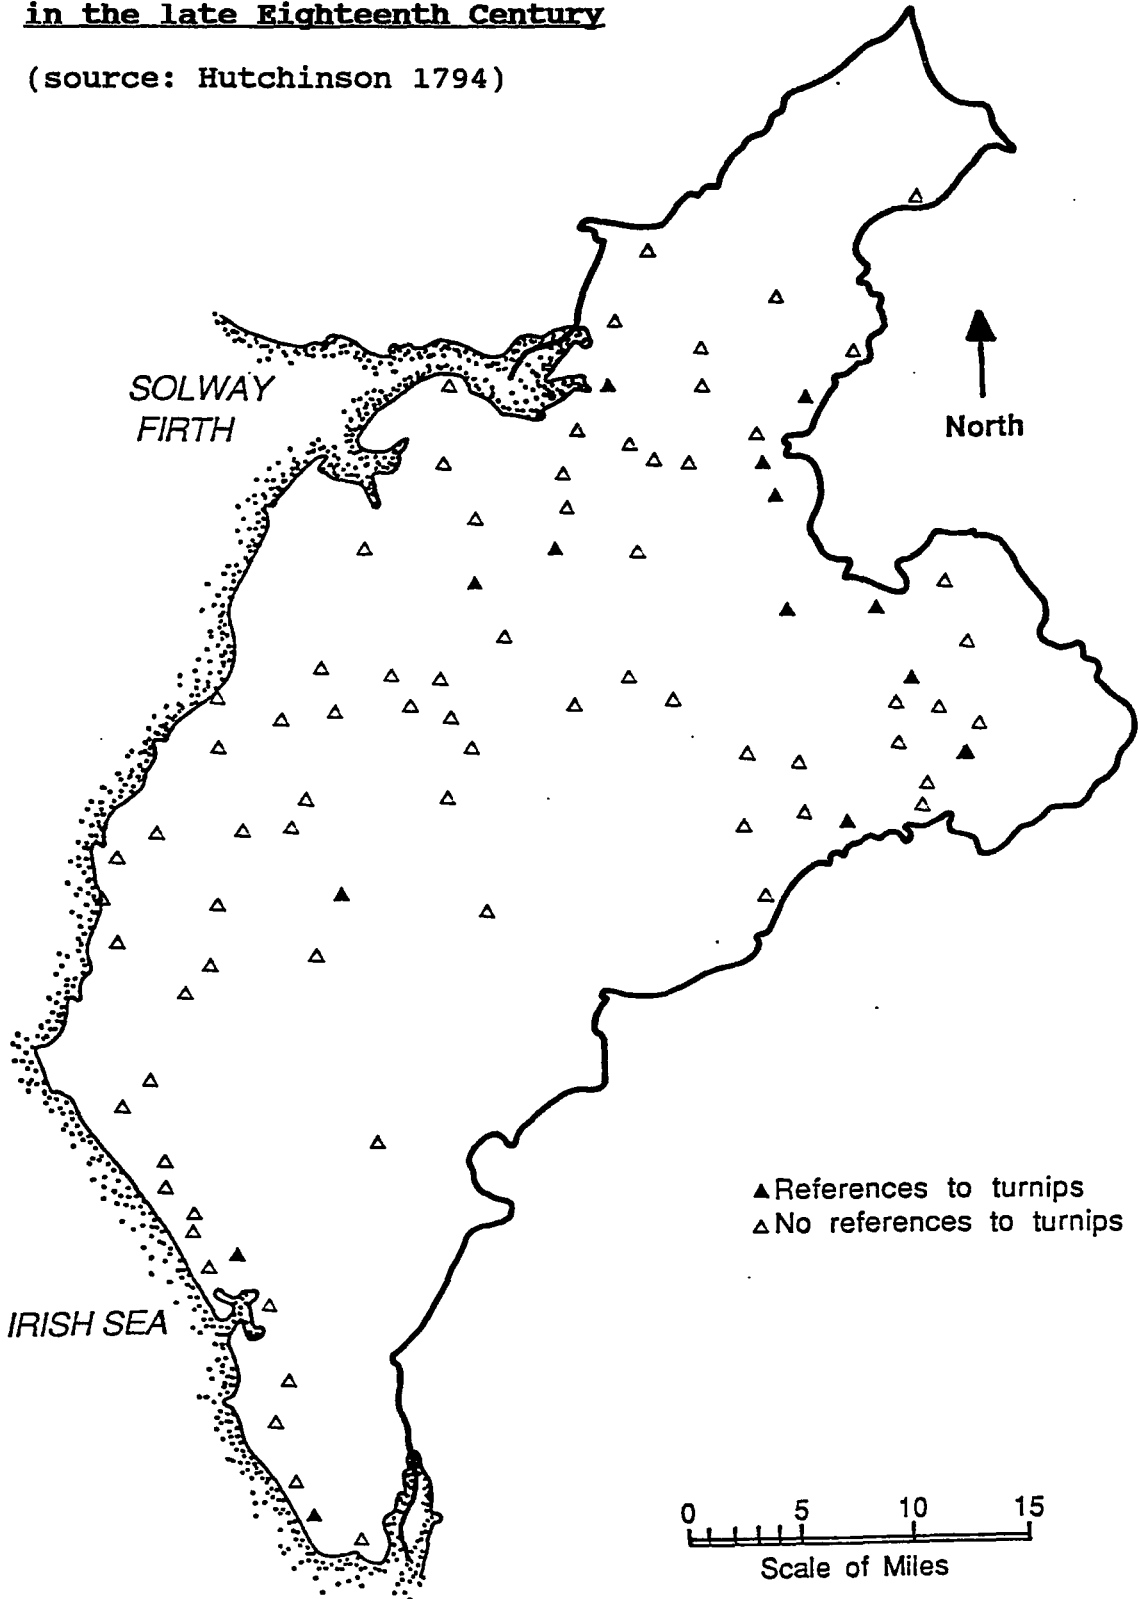 in the late Eighteenth Century
(source: Hutchinson 1794)
SOLWAY
FIRTH
North
References to turnips
No references to turnips
IRISH SEA
0 5 10 15
Scale of Miles